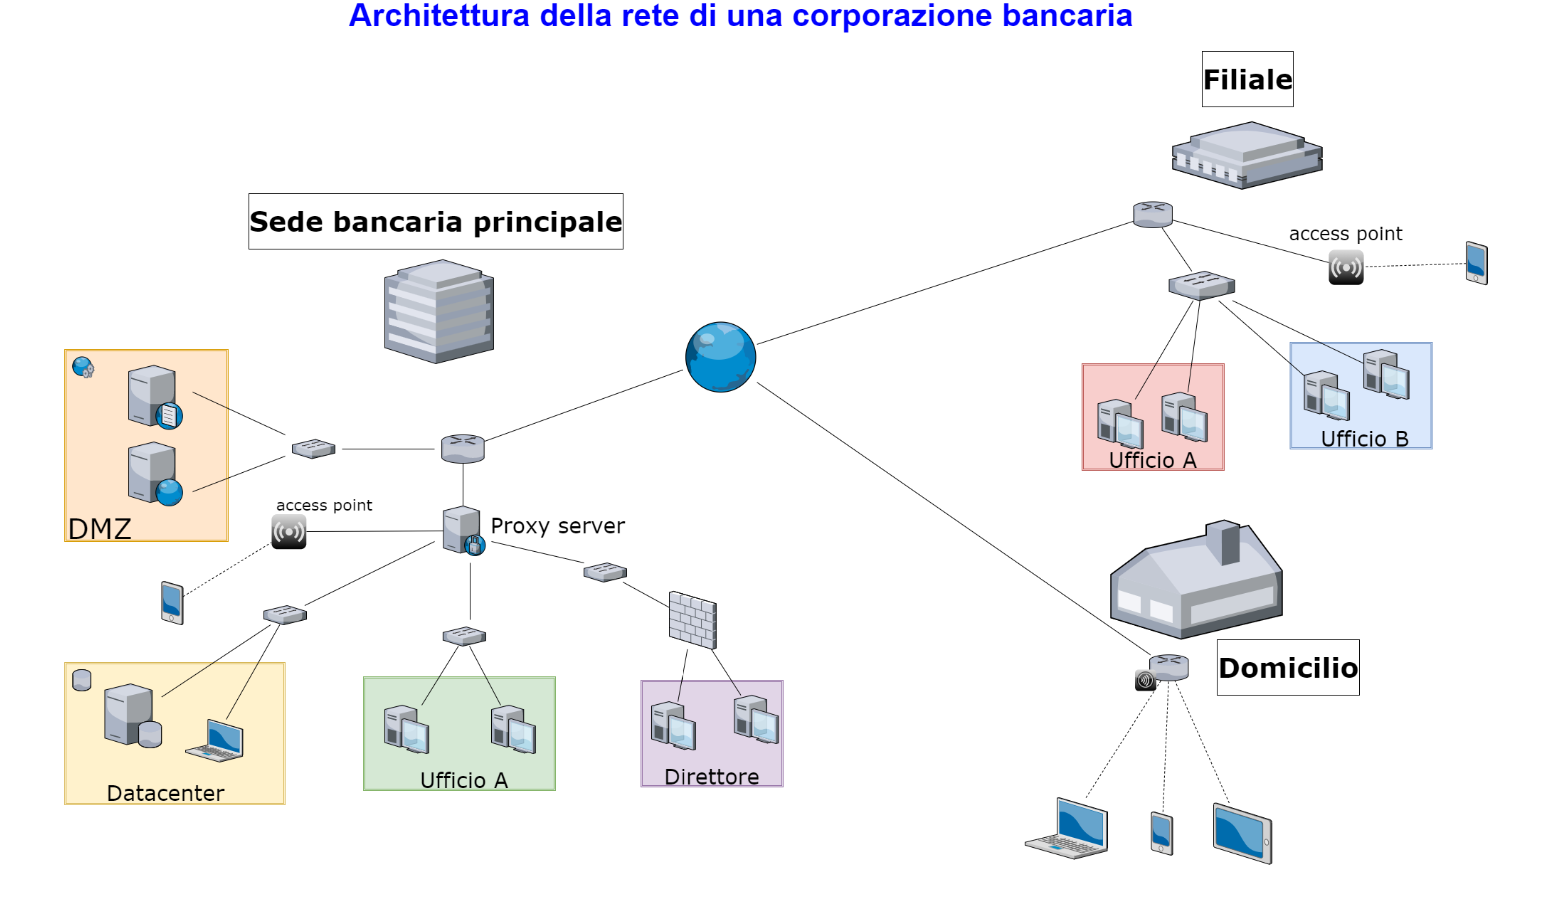 Architettura della rete di una corporazione bancaria
Filiale
Sede bancaria principale
access point
Ufficio A
Ufficio B
DMZ
access point
Proxy server
Datacenter
Ufficio A
Direttore
Domicilio